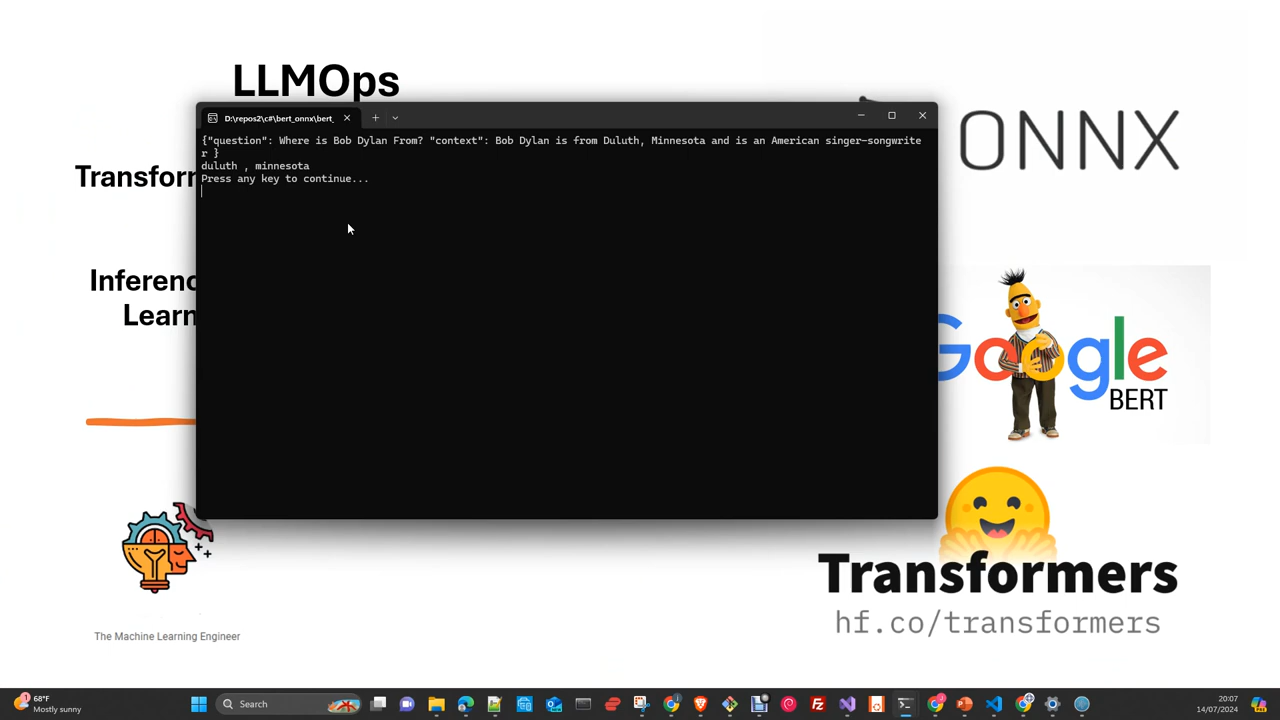 LLMOps
D:\repos2\c#\bert_onnx\bert_
{"question": Where is Bob Dylan From? "context": Bob Dylan is from Duluth, Minnesota and is an American singer-songwrite
r }
duluth , minnesota
Press any key to continue...
ONNX
Transfor
Inferenc
Learn
Google
BERT
Transformers
hf.co/transformers
The Machine Learning Engineer
1
68°F
Mostly sunny
Search
20:07
14/07/2024